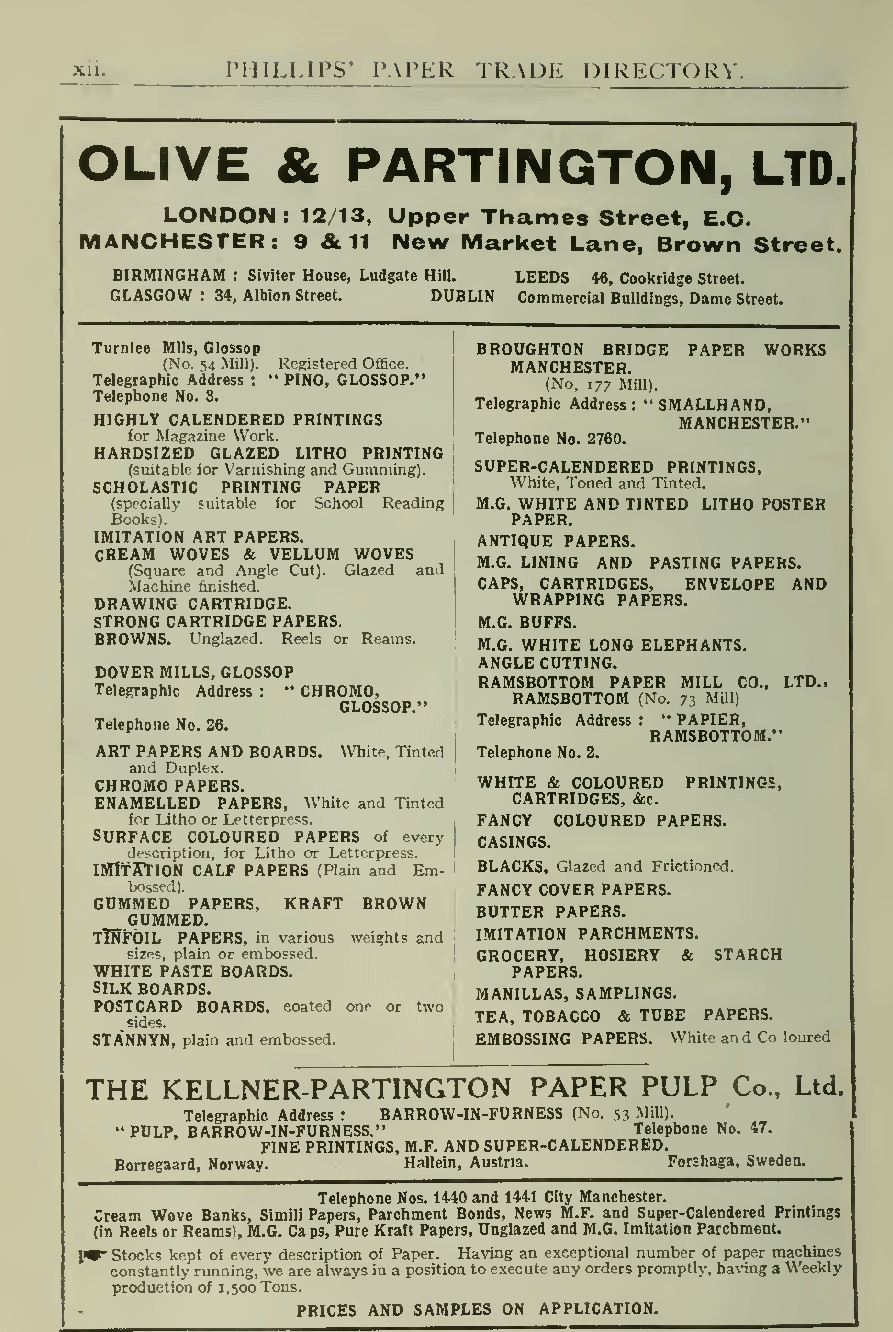 xii. PHILLIPS' PAPER TRADE DIRECTORY.
OLIVE & PARTINGTON, LTD.
LONDON: 12/13, Upper Thames Street, E.C.
MANCHESTER: 9 & 11 New Market Lane, Brown Street.
BIRMINGHAM : Siviter House, Ludgate Hill. LEEDS 46, Cookridge Street.
GLASGOW : 34, Albion Street. DUBLIN Commercial Buildings, Dame Street.
Turnlee Mlls, Glossop
(No. 54 Mill). Registered Office.
Telegraphic Address : "PINO, GLOSSOP."
Telephone No. 3.
HIGHLY CALENDERED PRINTINGS
for Magazine Work.
HARDSIZED GLAZED LITHO PRINTING
(suitable for Varnishing and Gumming).
SCHOLASTIC PRINTING PAPER
(specially suitable for School Reading
Books).
IMITATION ART PAPERS.
CREAM WOVES & VELLUM WOVES
(Square and Angle Cut). Glazed and
Machine finished.
DRAWING CARTRIDGE.
STRONG CARTRIDGE PAPERS.
BROWNS. Unglazed. Reels or Reams.
DOVER MILLS, GLOSSOP
Telegraphic Address : "CHROMO,
GLOSSOP."
Telephone No. 26.
ART PAPERS AND BOARDS. White, Tinted
and Duplex.
CHROMO PAPERS.
ENAMELLED PAPERS, White and Tinted
for Litho or Letterpress.
SURFACE COLOURED PAPERS of every
description, for Litho or Letterpress.
IMITATION CALF PAPERS (Plain and Em-
bossed).
GUMMED PAPERS, KRAFT BROWN
GUMMED.
TINFOIL PAPERS, in various weights and
sizes, plain or embossed.
WHITE PASTE BOARDS.
SILK BOARDS.
POSTCARD BOARDS, eoated one or two
sides.
STANNYN, plain and embossed.
BROUGHTON BRIDGE PAPER WORKS
MANCHESTER.
(No, 177 Mill).
Telegraphic Address : "SMALLHAND,
MANCHESTER."
Telephone No. 2760.
SUPER-CALENDERED PRINTINGS,
White, Toned and Tinted.
M.G. WHITE AND TINTED LITHO POSTER
PAPER.
ANTIQUE PAPERS.
M.G. LINING AND PASTING PAPERS.
CAPS, CARTRIDGES, ENVELOPE AND
WRAPPING PAPERS.
M.G. BUFFS.
M.G. WHITE LONG ELEPHANTS.
ANGLE CUTTING.
RAMSBOTTOM PAPER MILL CO., LTD.,
RAMSBOTTOM (No. 73 Mill)
Telegraphic Address : "PAPIER,
RAMSBOTTOM."
Telephone No. 2.
WHITE & COLOURED PRINTINGS,
CARTRIDGES, &c.
FANCY COLOURED PAPERS.
CASINGS.
BLACKS, Glazed and Frictioned.
FANCY COVER PAPERS.
BUTTER PAPERS.
IMITATION PARCHMENTS.
GROCERY, HOSIERY & STARCH
PAPERS.
MANILLAS, SAMPLINGS.
TEA, TOBACCO & TUBE PAPERS.
EMBOSSING PAPERS. White and Co loured
THE KELLNER-PARTINGTON PAPER PULP Co., Ltd.
Telegraphic Address : BARROW-IN-FURNESS (No. 53 Mill).
"PULP, BARROW-IN-FURNESS." Telephone No. 47.
FINE PRINTINGS, M.F. AND SUPER-CALENDERED.
Borregaard, Norway. Hallein, Austria. Forshaga, Sweden.
Telephone Nos. 1440 and 1441 City Manchester.
Cream Wove Banks, Simili Papers, Parchment Bonds, News M.F. and Super-Calendered Printings
(in Reels or Reams), M.G. Caps, Pure Kraft Papers, Unglazed and M.G. Imitation Parchment.
Stocks kept of every description of Paper. Having an exceptional number of paper machines
constantly running, we are always in a position to execute any orders promptly, having a Weekly
produetion of 1,500 Tons.
PRICES AND SAMPLES ON APPLICATION.